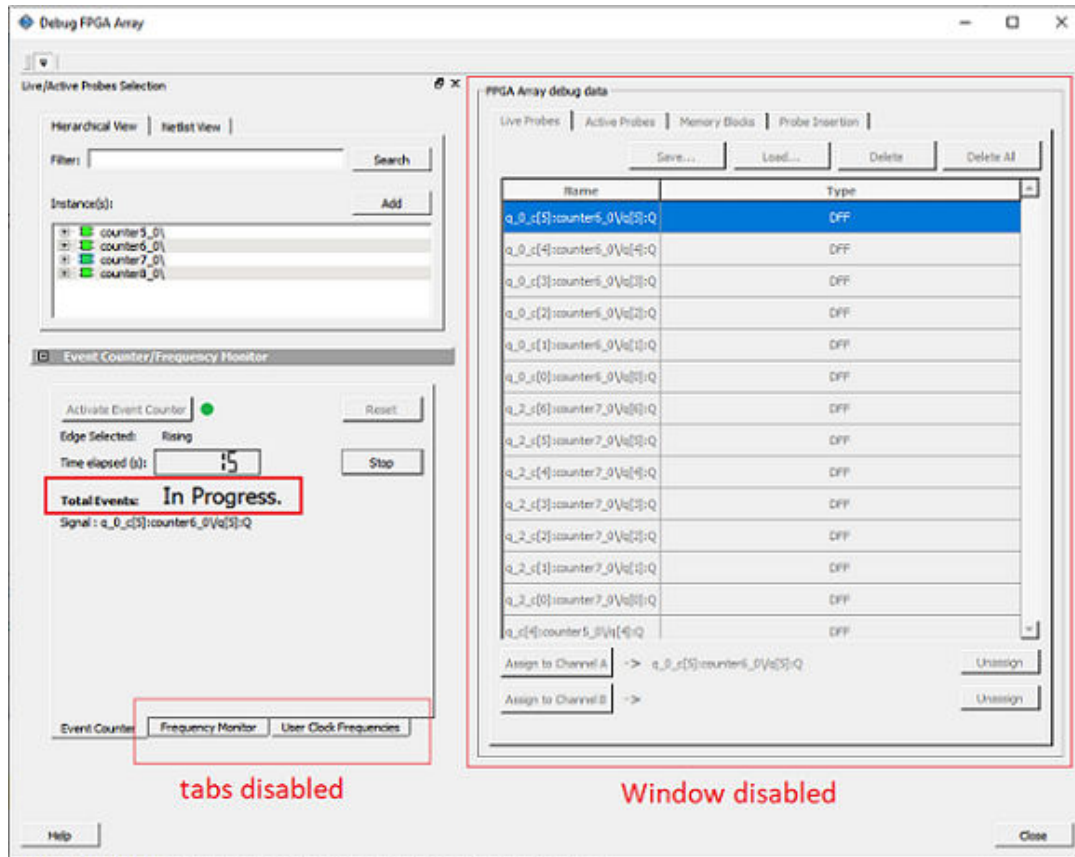 Debug FPGA Array
Live/Active Probes Selection
Hierarchical View Netlist View
Filter: Search
Instance(s): Add
counter5_0\
counter6_0\
counter7_0\
counter8_0\
Event Counter/Frequency Monitor
Activate Event Counter Reset
Edge Selected: Rising
Time elapsed (s): 15 Stop
Total Events: In Progress.
Signal : q_0_c[5]:counter6_0\/q[5]:Q
Event Counter Frequency Monitor User Clock Frequencies
tabs disabled
Help
FPGA Array debug data
Live Probes Active Probes Memory Blocks Probe Insertion
Save... Load... Delete Delete All
Name Type
q_0_c[5]:counter6_0\/q[5]:Q DFF
q_0_c[4]:counter6_0\/q[4]:Q DFF
q_0_c[3]:counter6_0\/q[3]:Q DFF
q_0_c[2]:counter6_0\/q[2]:Q DFF
q_0_c[1]:counter6_0\/q[1]:Q DFF
q_0_c[0]:counter6_0\/q[0]:Q DFF
q_2_c[6]:counter7_0\/q[6]:Q DFF
q_2_c[5]:counter7_0\/q[5]:Q DFF
q_2_c[4]:counter7_0\/q[4]:Q DFF
q_2_c[3]:counter7_0\/q[3]:Q DFF
q_2_c[2]:counter7_0\/q[2]:Q DFF
q_2_c[1]:counter7_0\/q[1]:Q DFF
q_2_c[0]:counter7_0\/q[0]:Q DFF
q_c[4]:counter5_0\/q[4]:Q DFF
Assign to Channel A -> q_0_c[5]:counter6_0\/q[5]:Q Unassign
Assign to Channel B -> Unassign
Window disabled
Close